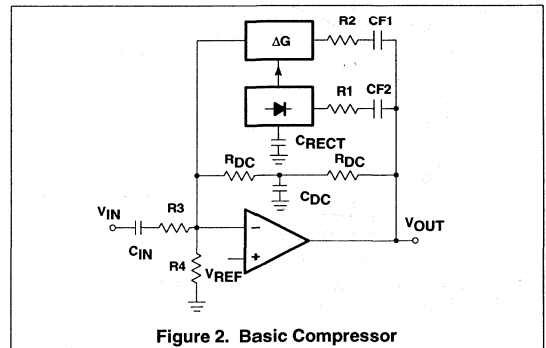 R2 CF1
ΔG
R1 CF2
CRECT
RDC RDC
CDC
VIN R3
CIN
VOUT
R4 VREF
−
+
Figure 2. Basic Compressor